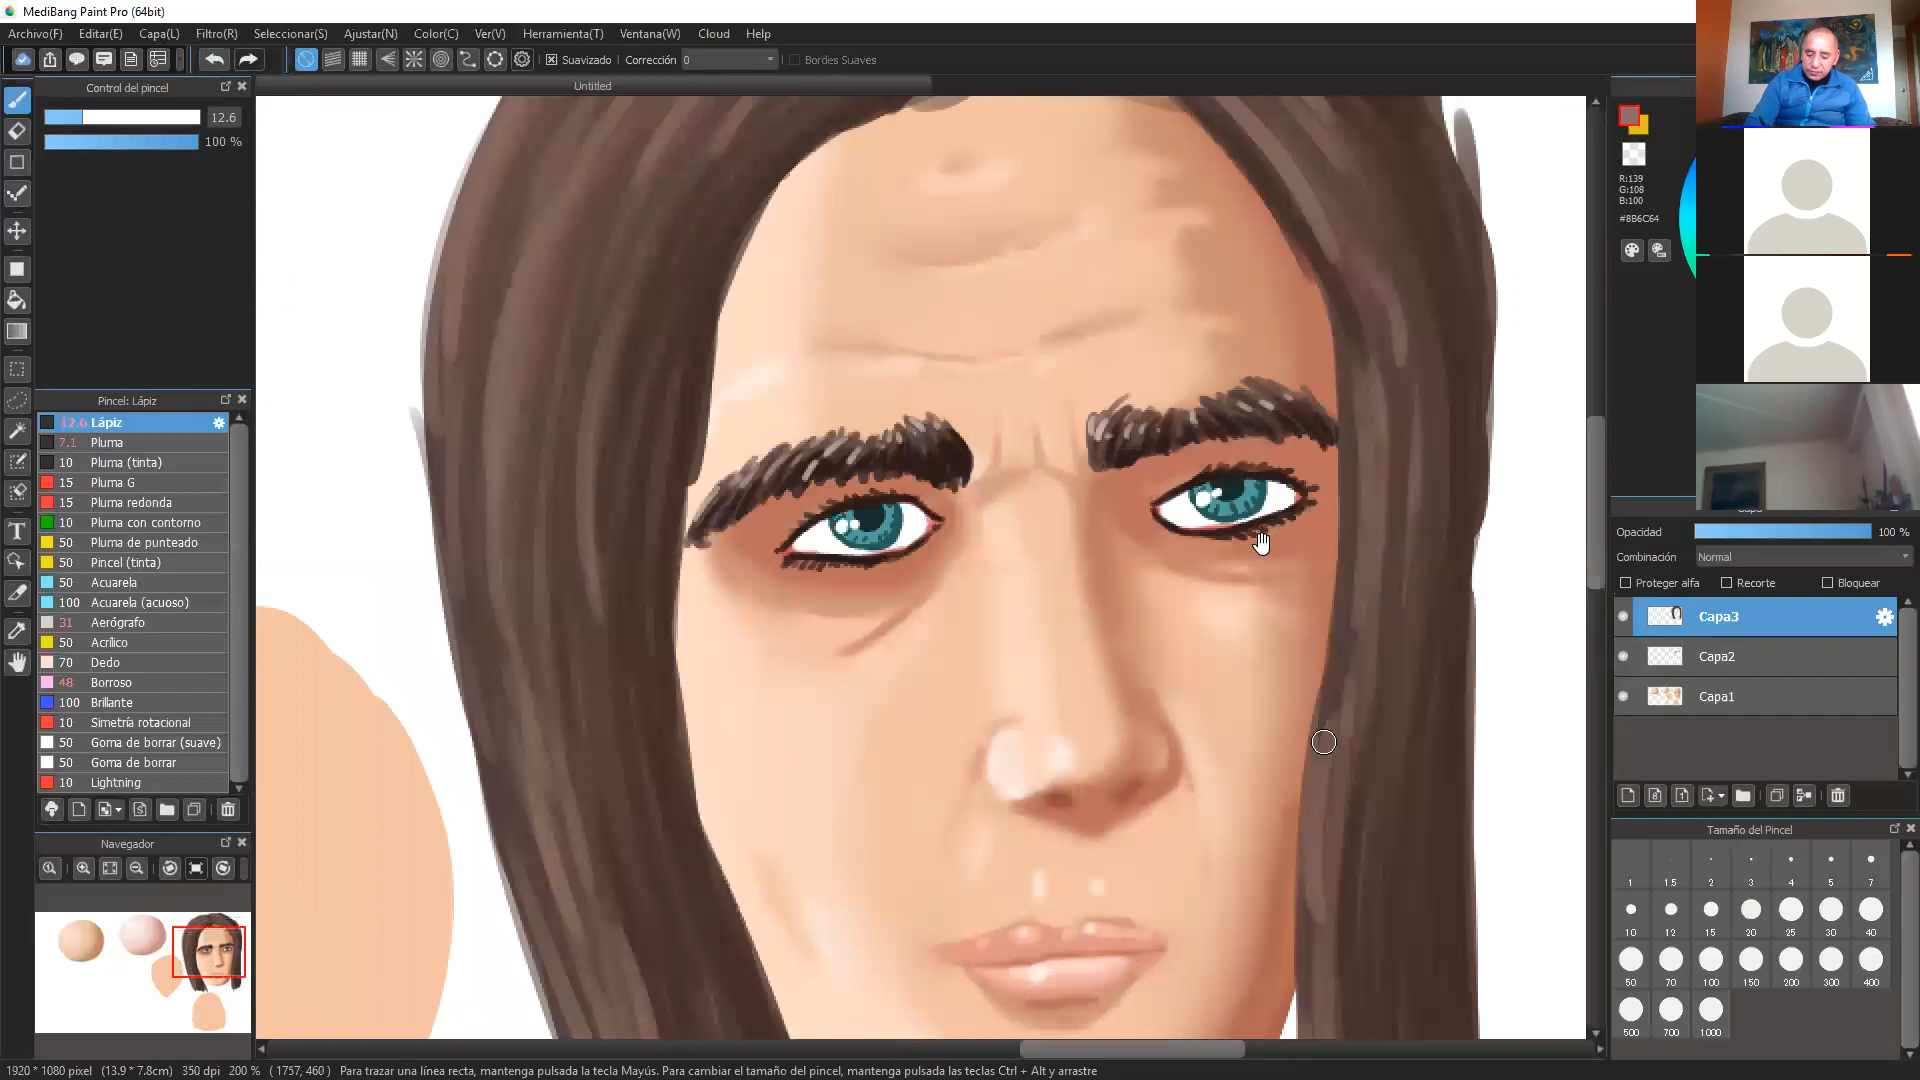 MediBang Paint Pro (64bit)
Archivo(F) Editar(E) Capa(L) Filtro(R) Seleccionar(S) Ajustar(N) Color(C) Ver(V) Herramienta(T) Ventana(W) Cloud Help
Suavizado Corrección 0 Bordes Suaves
Control del pincel
Untitled
12.6
100 %
R:139
G:108
B:100
#8B6C64
Pincel: Lápiz
12.6 Lápiz
7.1 Pluma
10 Pluma (tinta)
15 Pluma G
15 Pluma redonda
10 Pluma con contorno
50 Pluma de punteado
50 Pincel (tinta)
50 Acuarela
100 Acuarela (acuoso)
31 Aerógrafo
50 Acrílico
70 Dedo
48 Borroso
100 Brillante
10 Simetría rotacional
50 Goma de borrar (suave)
50 Goma de borrar
10 Lightning
Navegador
Opacidad 100 %
Combinación Normal
Proteger alfa Recorte Bloquear
Capa3
Capa2
Capa1
Tamaño del Pincel
1 1.5 2 3 4 5 7
10 12 15 20 25 30 40
50 70 100 150 200 300 400
500 700 1000
1920 * 1080 pixel (13.9 * 7.8cm) 350 dpi 200 % ( 1757; 460 ) Para trazar una línea recta, mantenga pulsada la tecla Mayús. Para cambiar el tamaño del pincel, mantenga pulsada las teclas Ctrl + Alt y arrastre